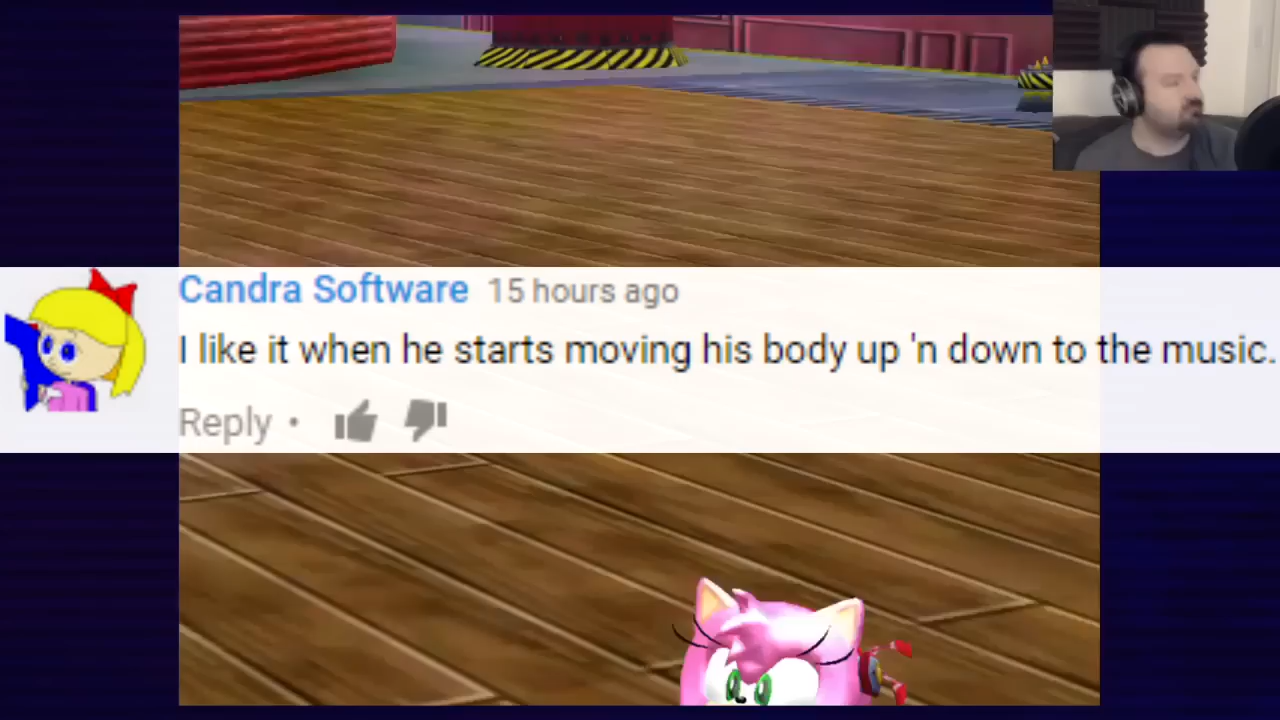 Candra Software 15 hours ago
I like it when he starts moving his body up 'n down to the music.
Reply •